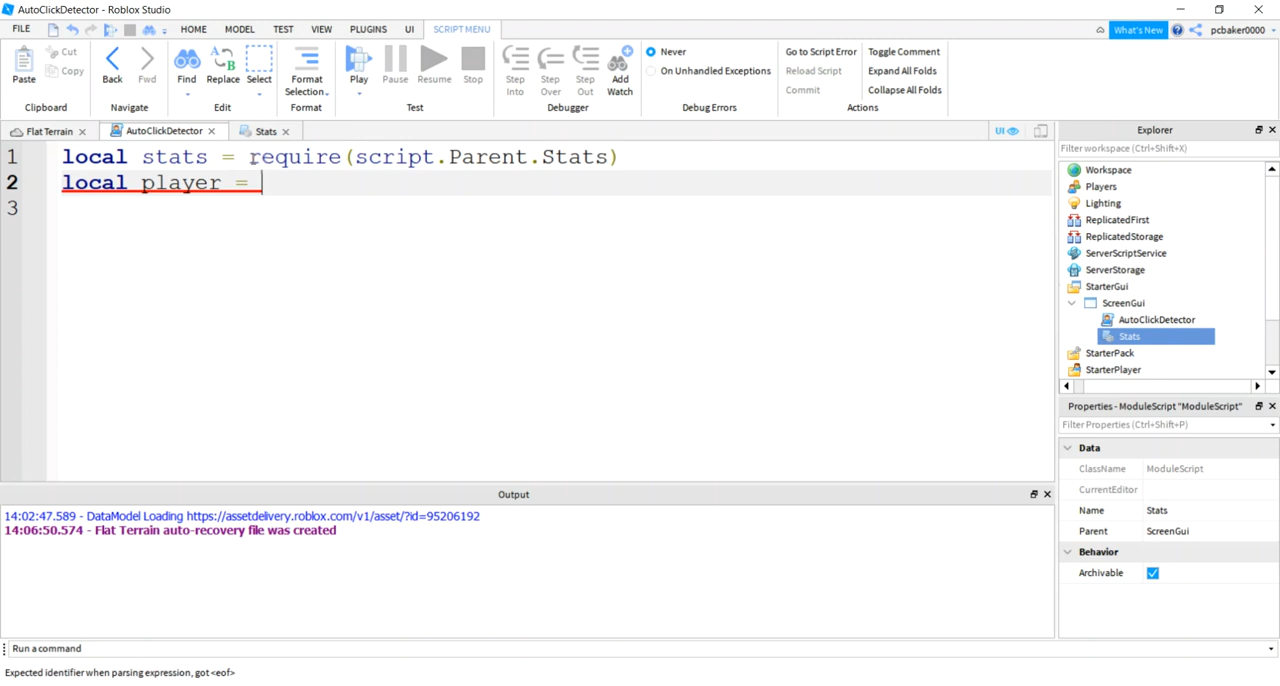 AutoClickDetector - Roblox Studio
FILE HOME MODEL TEST VIEW PLUGINS UI SCRIPT MENU What's New pcbaker0000
Paste Cut Copy Back Fwd Find Replace Select Format Selection Play Pause Resume Stop Step Into Step Over Step Out Add Watch Never On Unhandled Exceptions Go to Script Error Reload Script Commit Toggle Comment Expand All Folds Collapse All Folds
Clipboard Navigate Edit Format Test Debugger Debug Errors Actions
Flat Terrain AutoClickDetector Stats UI
1 local stats = require(script.Parent.Stats)
2 local player =
3
Explorer
Filter workspace (Ctrl+Shift+X)
Workspace
Players
Lighting
ReplicatedFirst
ReplicatedStorage
ServerScriptService
ServerStorage
StarterGui
ScreenGui
AutoClickDetector
Stats
StarterPack
StarterPlayer
Properties - ModuleScript "ModuleScript"
Filter Properties (Ctrl+Shift+P)
Data
ClassName ModuleScript
CurrentEditor
Name Stats
Parent ScreenGui
Behavior
Archivable
Output
14:02:47.589 - DataModel Loading https://assetdelivery.roblox.com/v1/asset/?id=95206192
14:06:50.574 - Flat Terrain auto-recovery file was created
Run a command
Expected identifier when parsing expression, got <eof>